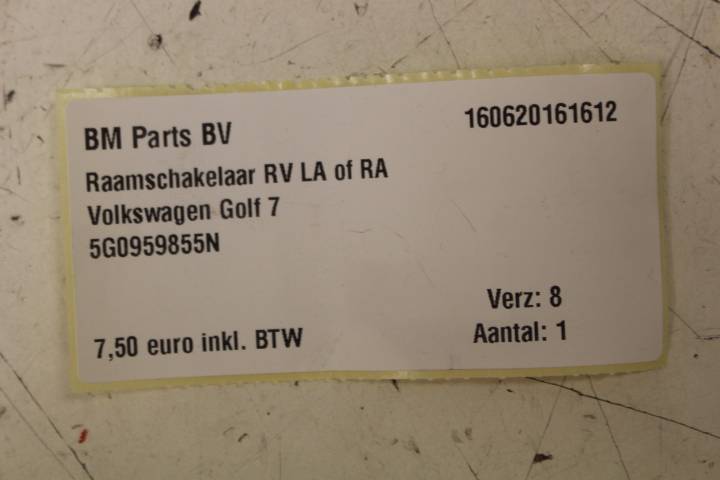 BM Parts BV
160620161612
Raamschakelaar RV LA of RA
Volkswagen Golf 7
5G0959855N
Verz: 8
7,50 euro inkl. BTW
Aantal: 1